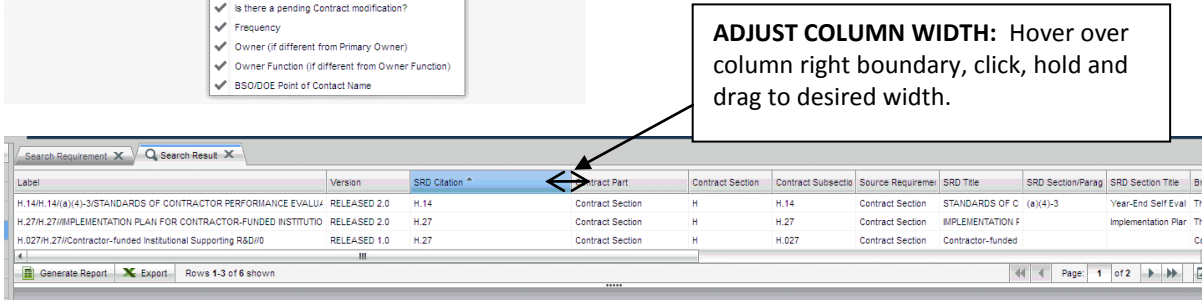 Is there a pending Contract modification?
Frequency
Owner (if different from Primary Owner)
Owner Function (if different from Owner Function)
BSO/DOE Point of Contact Name
ADJUST COLUMN WIDTH: Hover over
column right boundary, click, hold and
drag to desired width.
Search Requirement X Search Result X
Label Version SRD Citation Contract Part Contract Section Contract Subsectio Source Requiremen SRD Title SRD Section/Parag SRD Section Title
H.14/H.14/(a)(4)-3/STANDARDS OF CONTRACTOR PERFORMANCE EVALUA RELEASED 2.0 H.14 Contract Section H H.14 Contract Section STANDARDS OF C (a)(4)-3 Year-End Self Eval Th
H.27/H.27//IMPLEMENTATION PLAN FOR CONTRACTOR-FUNDED INSTITUTIO RELEASED 2.0 H.27 Contract Section H H.27 Contract Section IMPLEMENTATION Implementation Plan Th
H.027/H.27//Contractor-funded Institutional Supporting R&D//0 RELEASED 1.0 H.27 Contract Section H H.027 Contract Section Contractor-funded Co
Generate Report Export Rows 1-3 of 6 shown Page: 1 of 2